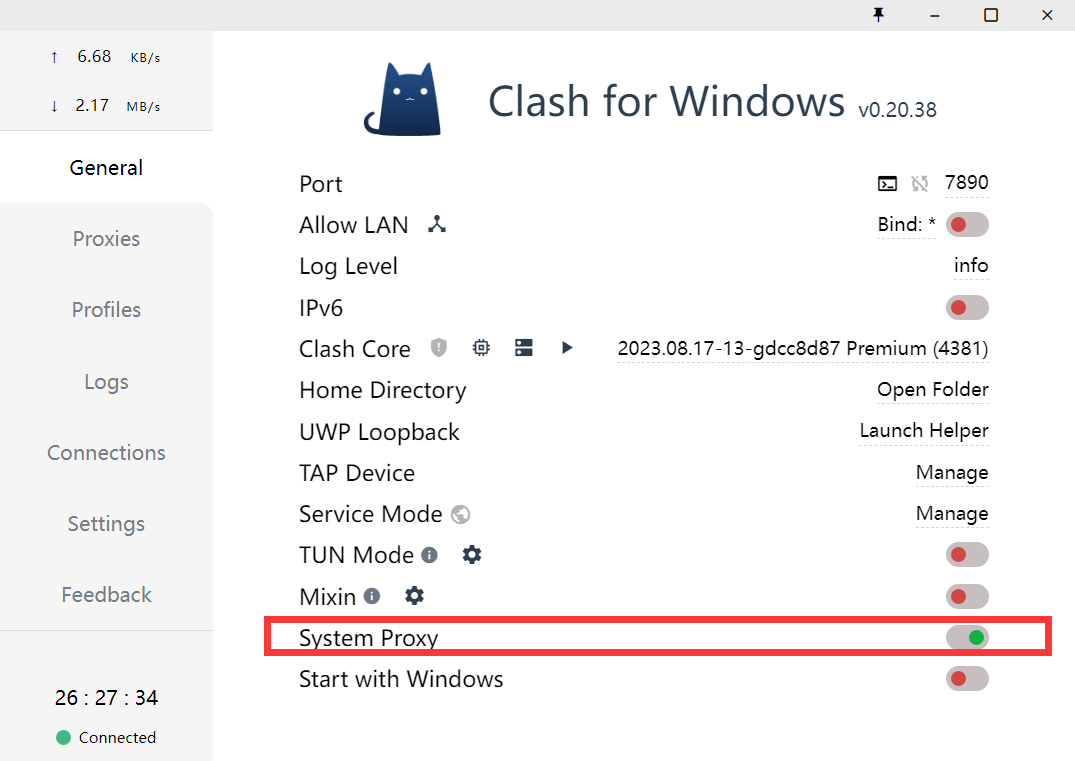 ↑ 6.68 KB/s
↓ 2.17 MB/s
General
Proxies
Profiles
Logs
Connections
Settings
Feedback
26 : 27 : 34
Connected
Clash for Windows v0.20.38
Port 7890
Allow LAN Bind: *
Log Level info
IPv6
Clash Core 2023.08.17-13-gdcc8d87 Premium (4381)
Home Directory Open Folder
UWP Loopback Launch Helper
TAP Device Manage
Service Mode Manage
TUN Mode
Mixin
System Proxy
Start with Windows